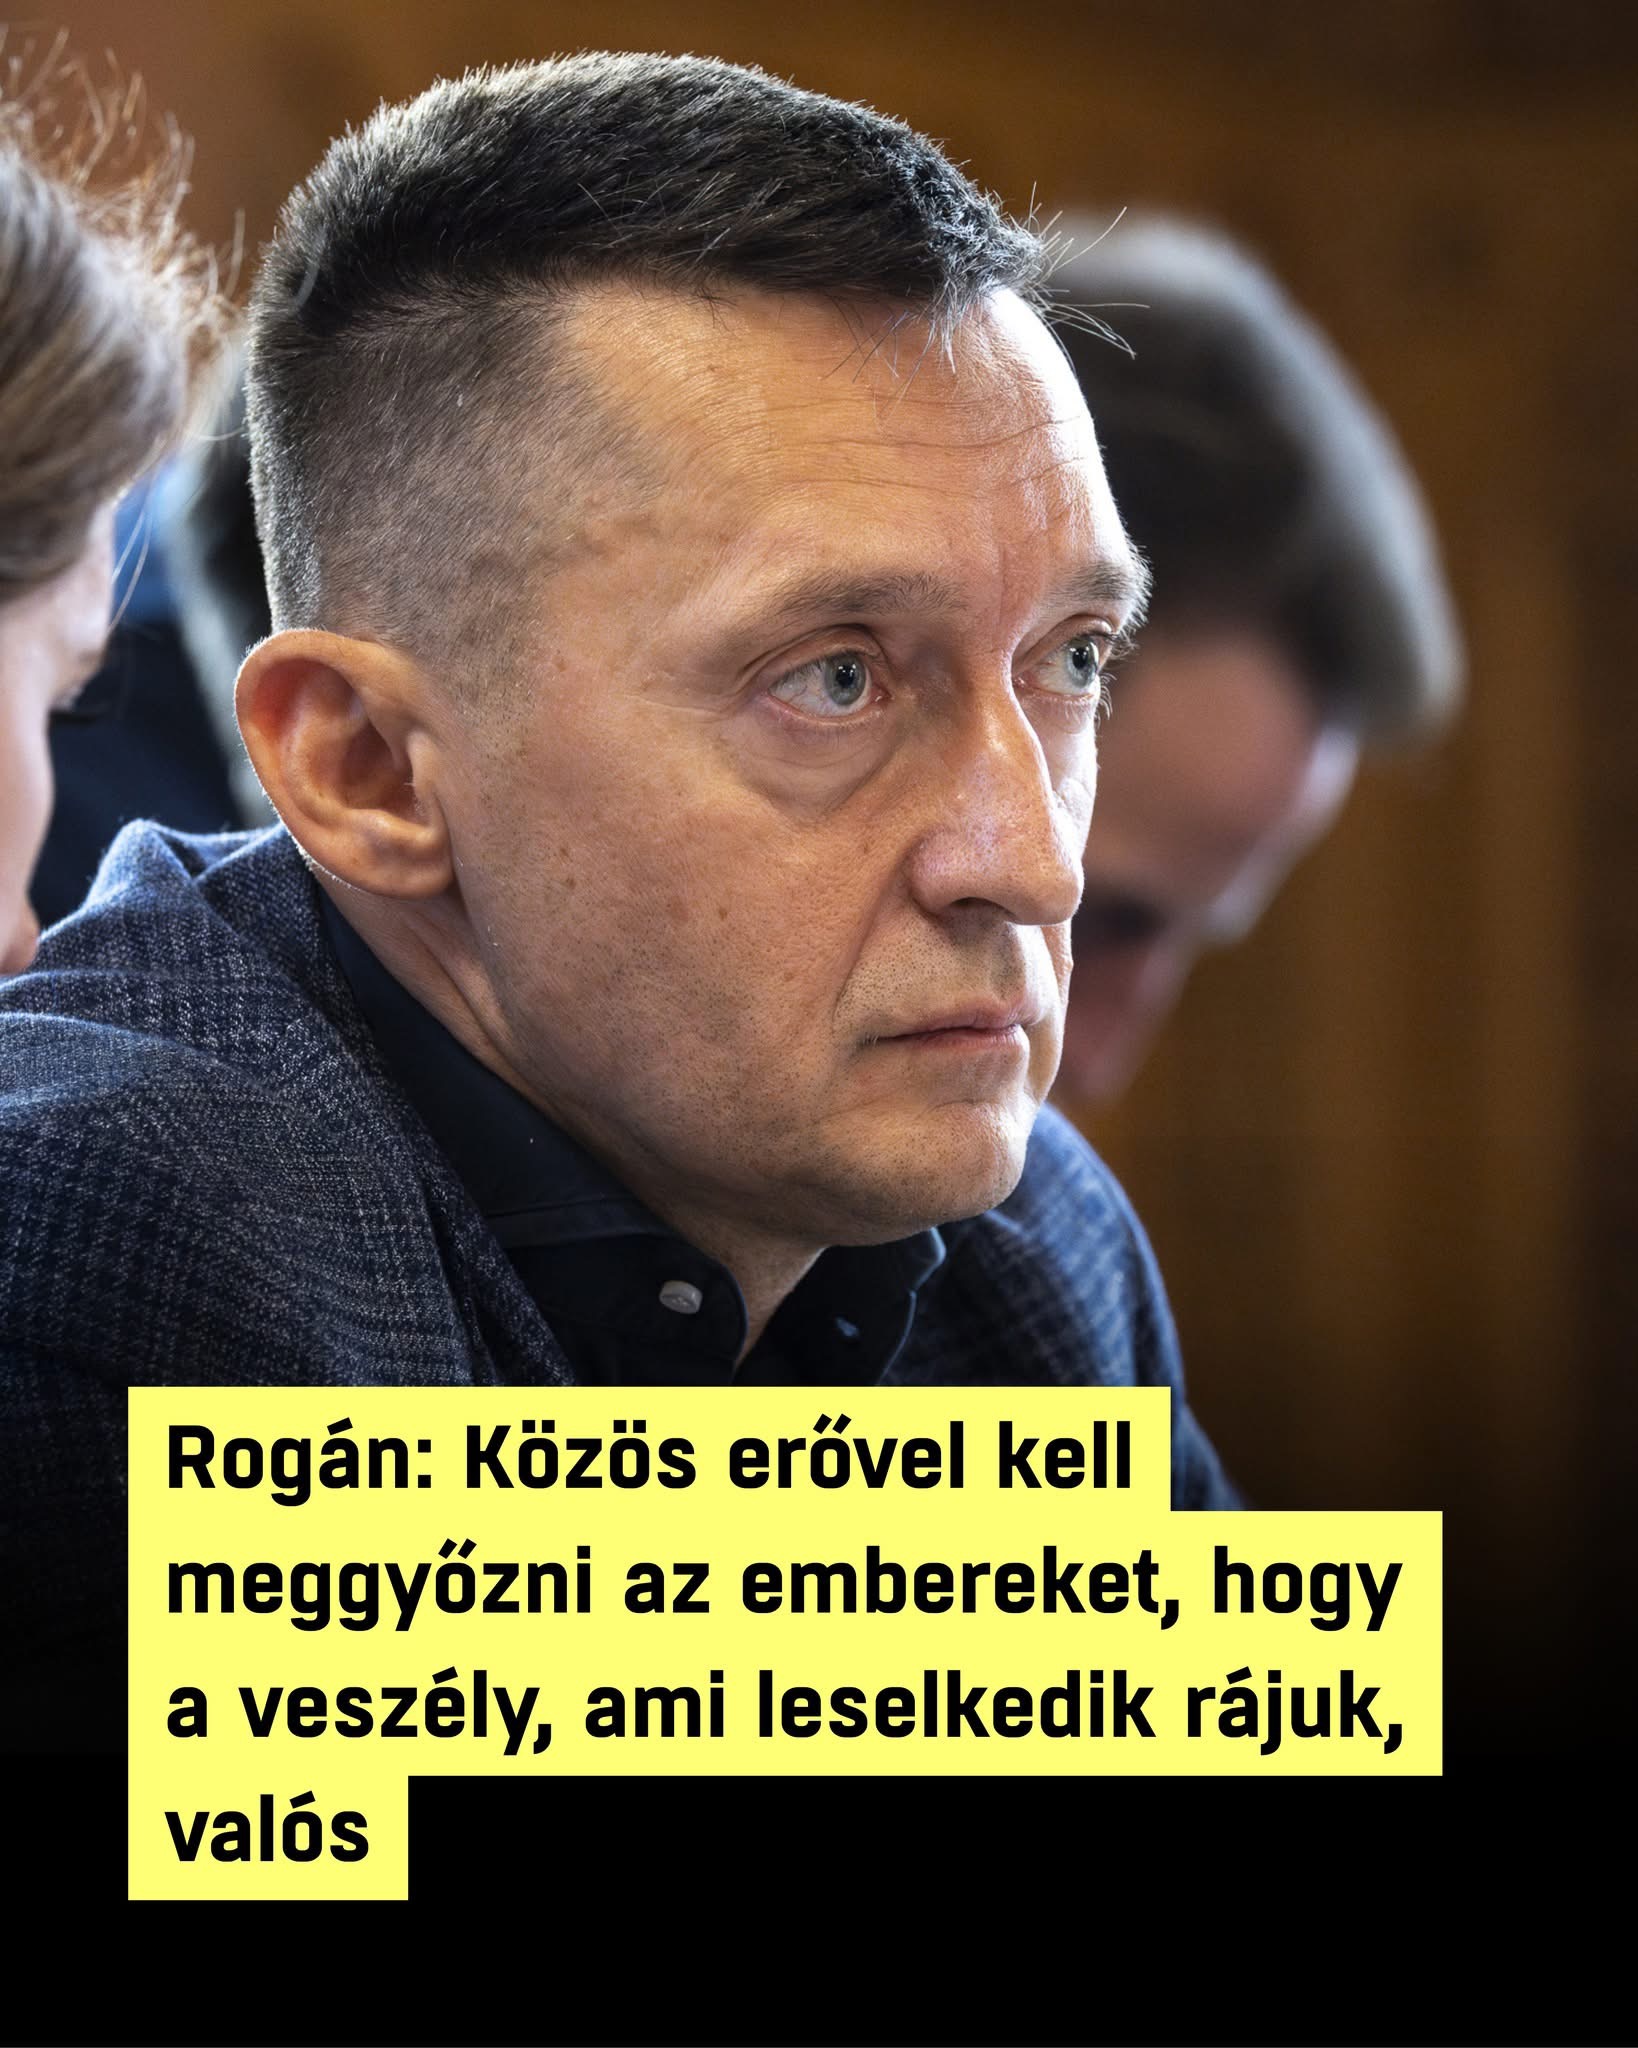 Rogán: Közös erővel kell
meggyőzni az embereket, hogy
a veszély, ami leselkedik rájuk,
valós